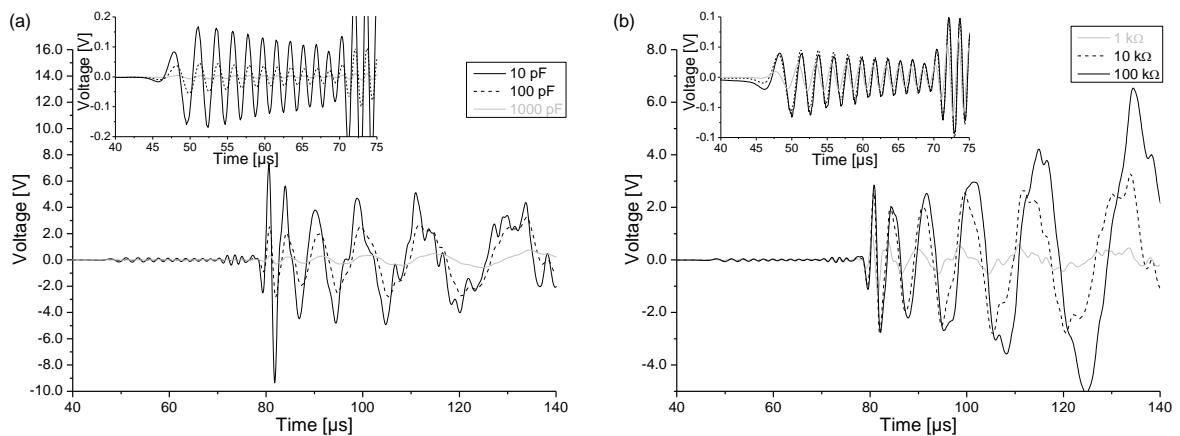 (a)
0.2
0.1
0.0
-0.1
-0.2
Voltage [V]
40 45 50 55 60 65 70 75
Time [µs]
10 pF
100 pF
1000 pF
16.0
14.0
12.0
10.0
8.0
6.0
4.0
2.0
0.0
-2.0
-4.0
-6.0
-8.0
-10.0
Voltage [V]
40 60 80 100 120 140
Time [µs]
(b)
0.1
0.1
0.0
-0.1
-0.1
Voltage [V]
40 45 50 55 60 65 70 75
Time [µs]
1 kΩ
10 kΩ
100 kΩ
8.0
6.0
4.0
2.0
0.0
-2.0
-4.0
Voltage [V]
40 60 80 100 120 140
Time [µs]